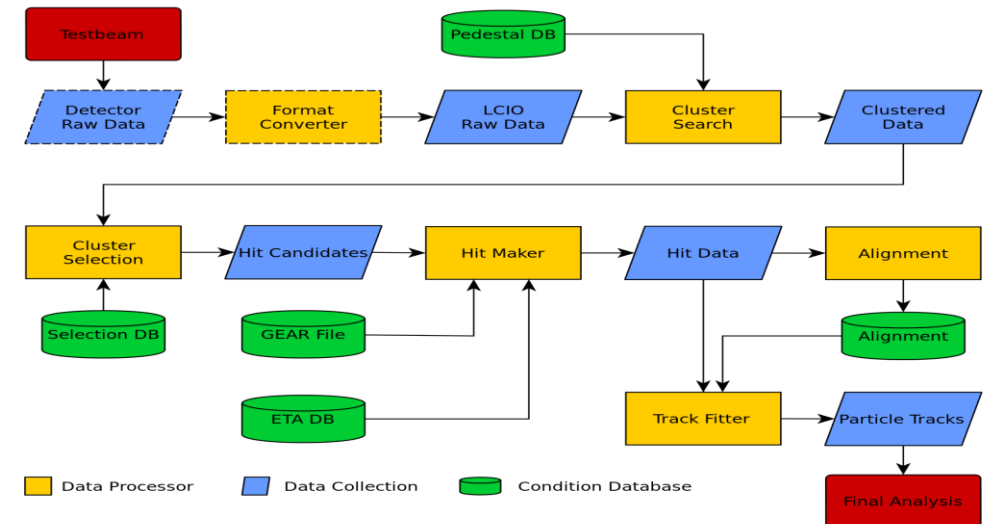 Testbeam
Pedestal DB
Detector
Raw Data
Format
Converter
LCIO
Raw Data
Cluster
Search
Clustered
Data
Cluster
Selection
Hit Candidates
Hit Maker
Hit Data
Alignment
Selection DB
GEAR File
Alignment
ETA DB
Track Fitter
Particle Tracks
Data Processor
Data Collection
Condition Database
Final Analysis